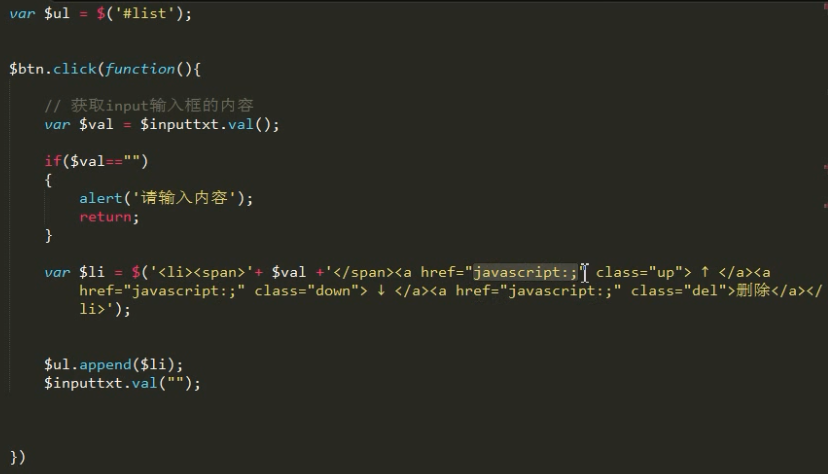 var $ul = $('#list');
$btn.click(function(){
// 获取input输入框的内容
var $val = $inputtxt.val();
if($val=="")
{
alert('请输入内容');
return;
}
var $li = $('<li><span>'+ $val +'</span><a href="javascript:;" class="up"> ↑ </a><a
href="javascript:;" class="down"> ↓ </a><a href="javascript:;" class="del">删除</a></
li>');
$ul.append($li);
$inputtxt.val("");
})